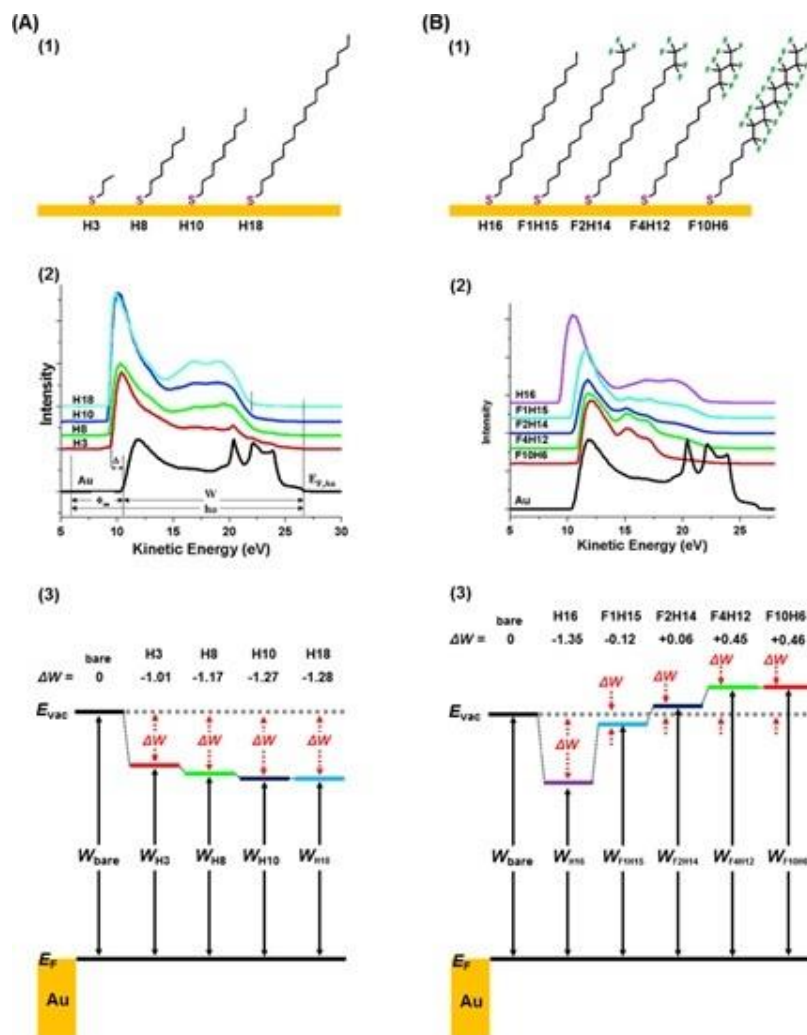 (A)
(1)
S S S S
H3 H8 H10 H18
(2)
Intensity
H18
H10
H8
H3
Δ
Au
E_F,Au
W
hυ
5 10 15 20 25 30
Kinetic Energy (eV)
(3)
bare H3 H8 H10 H18
ΔW = 0 -1.01 -1.17 -1.27 -1.28
E_vac
ΔW ΔW ΔW ΔW
W_bare W_H3 W_H8 W_H10 W_H18
E_F
Au
(B)
(1)
S S S S S
H16 F1H15 F2H14 F4H12 F10H6
(2)
Intensity
H16
F1H15
F2H14
F4H12
F10H6
Au
5 10 15 20 25
Kinetic Energy (eV)
(3)
bare H16 F1H15 F2H14 F4H12 F10H6
ΔW = 0 -1.35 -0.12 +0.06 +0.45 +0.46
ΔW ΔW ΔW ΔW
E_vac
ΔW
W_bare W_H16 W_F1H15 W_F2H14 W_F4H12 W_F10H6
E_F
Au